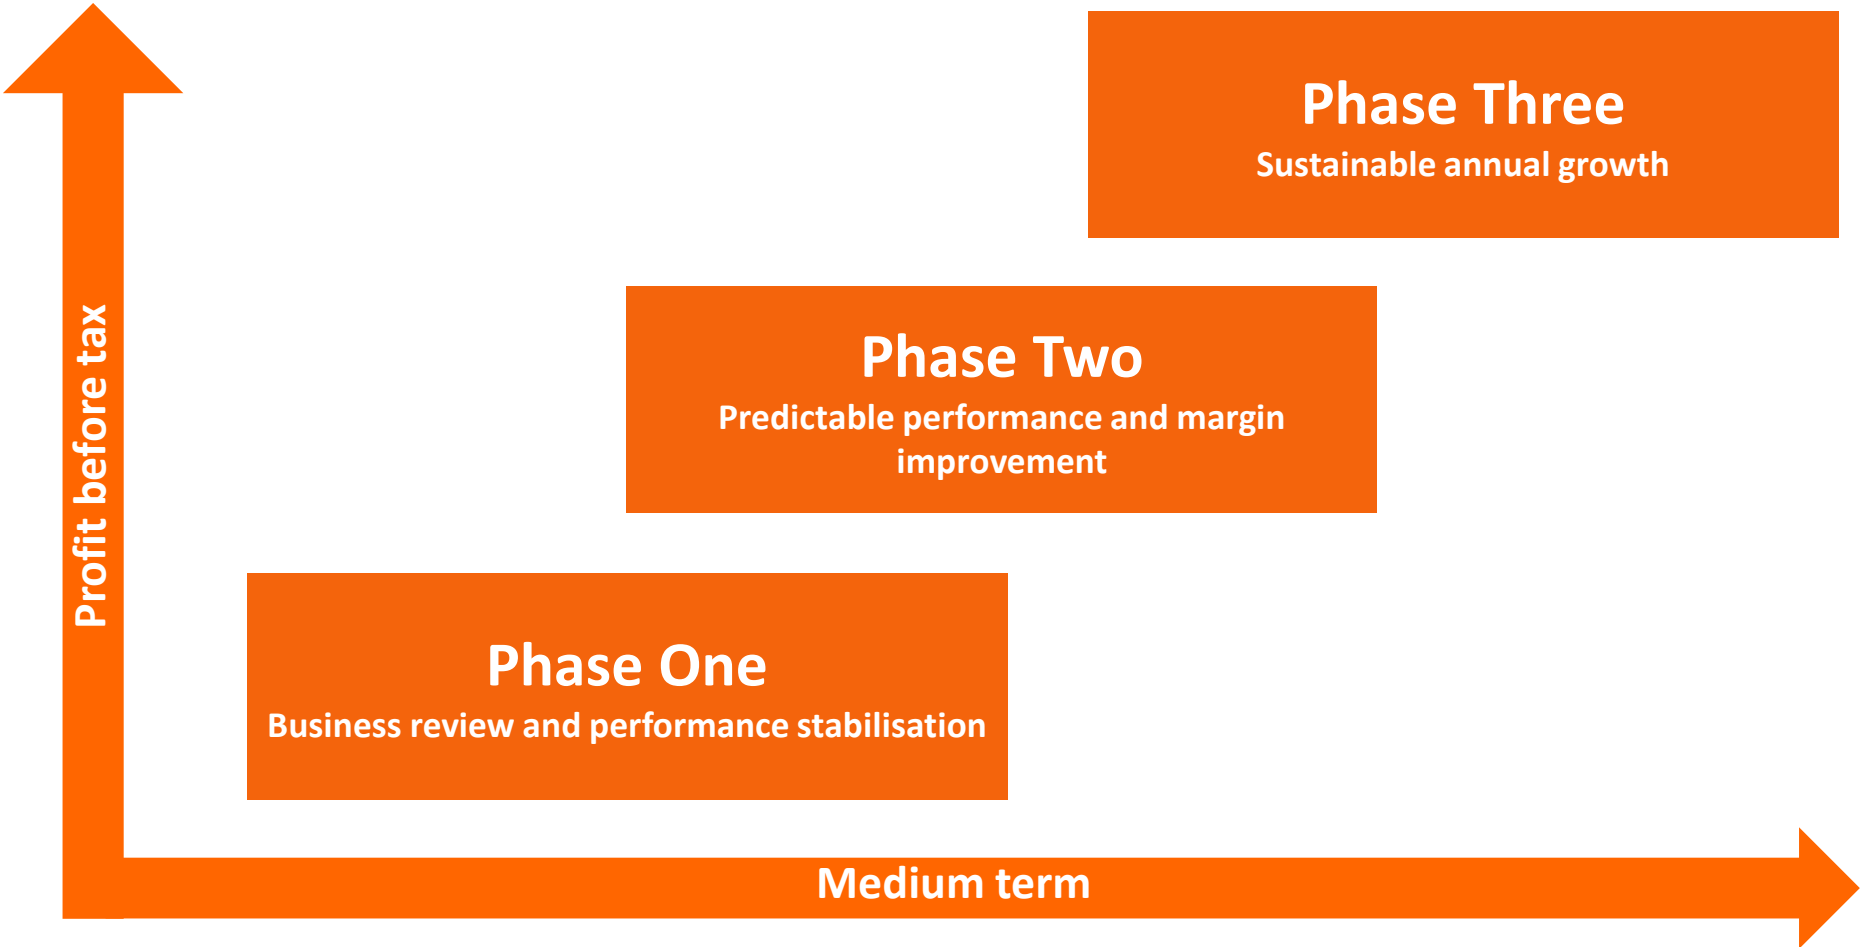 Phase Three
Sustainable annual growth
Phase Two
Predictable performance and margin
improvement
Profit before tax
Phase One
Business review and performance stabilisation
Medium term